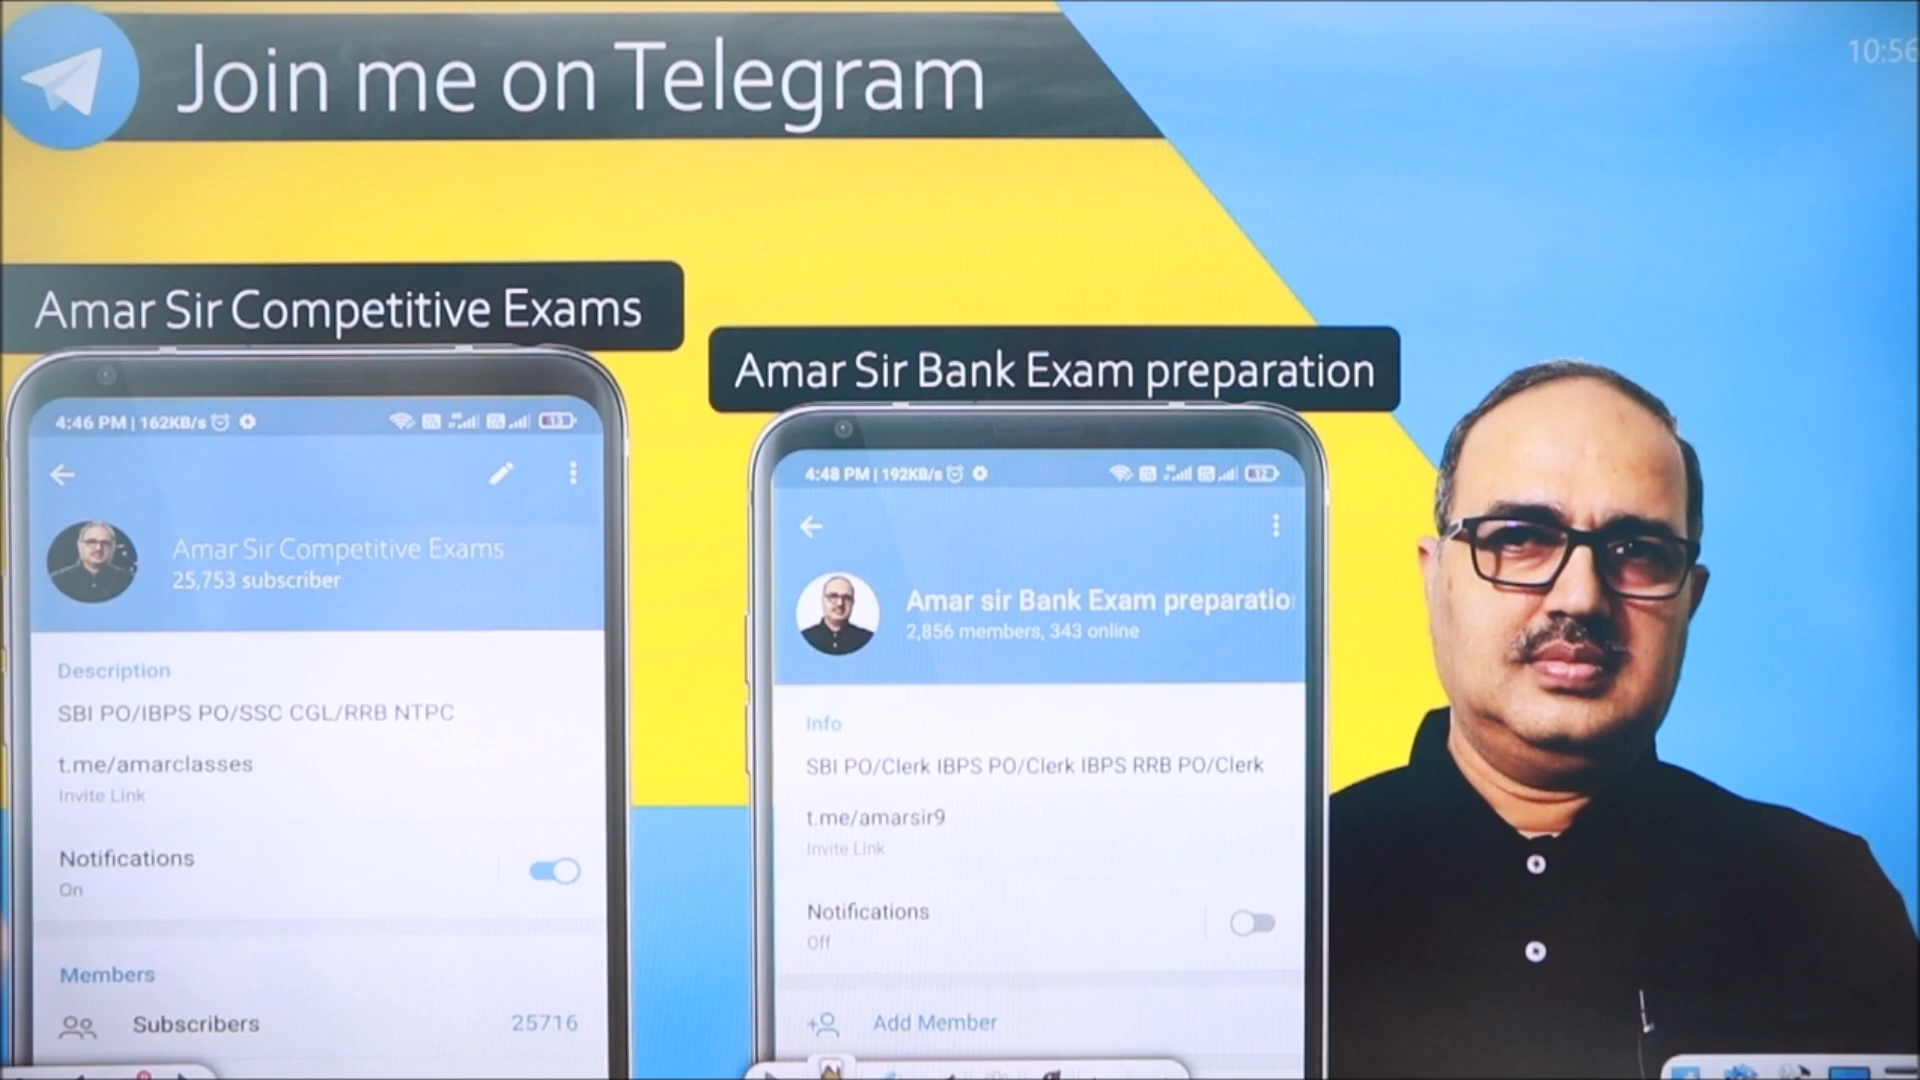 Join me on Telegram
10:56
Amar Sir Competitive Exams
4:46 PM | 162KB/s
Amar Sir Competitive Exams
25,753 subscriber
Description
SBI PO/IBPS PO/SSC CGL/RRB NTPC
t.me/amarclasses
Invite Link
Notifications
On
Members
Subscribers 25716
Amar Sir Bank Exam preparation
4:48 PM | 192KB/s
12
Amar sir Bank Exam preparatio
2,856 members, 343 online
Info
SBI PO/Clerk IBPS PO/Clerk IBPS RRB PO/Clerk
t.me/amarsir9
Invite Link
Notifications
Off
Add Member